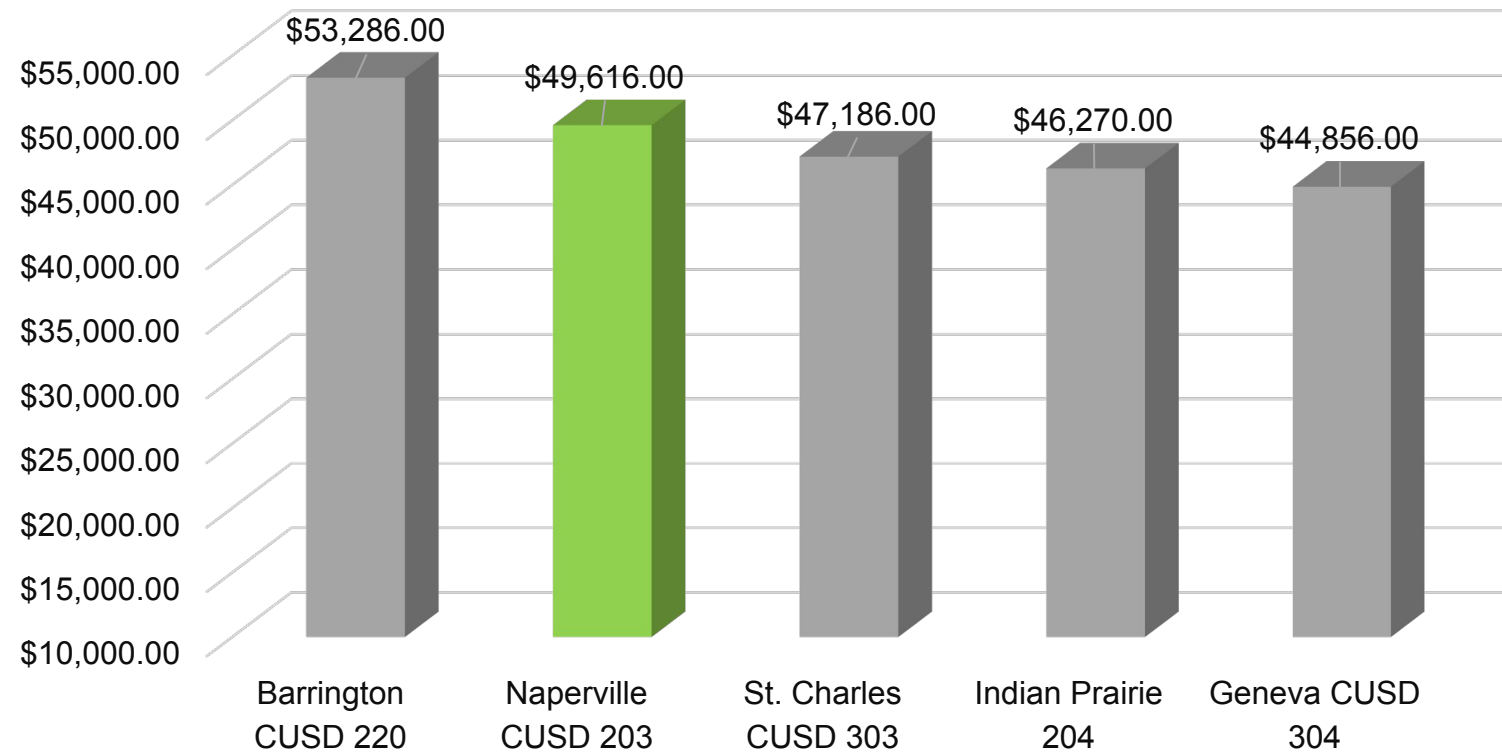 $53,286.00
$49,616.00
$47,186.00
$46,270.00
$44,856.00
$55,000.00
$50,000.00
$45,000.00
$40,000.00
$35,000.00
$30,000.00
$25,000.00
$20,000.00
$15,000.00
$10,000.00
Barrington
CUSD 220
Naperville
CUSD 203
St. Charles
CUSD 303
Indian Prairie
204
Geneva CUSD
304